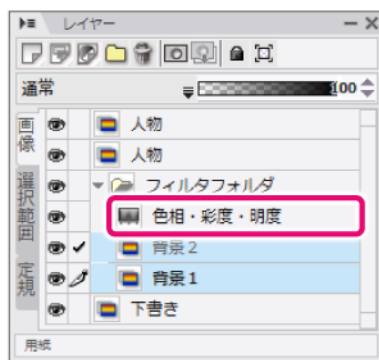 レイヤー
通常
100
画像
選択範囲
定規
人物
人物
フィルタフォルダ
色相・彩度・明度
背景2
背景1
下書き
用紙